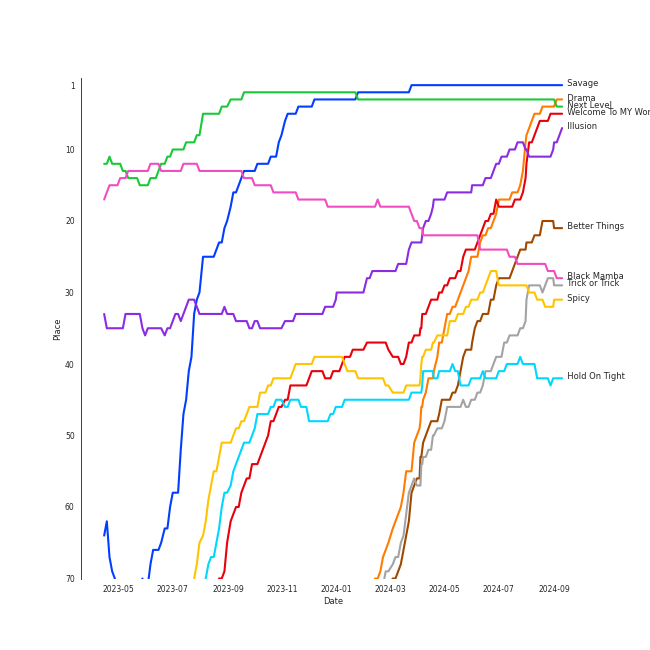 Savage
1
Drama
Next Level
Welcome To MY Wor
Illusion
10
20
Better Things
Black Mamba
Trick or Trick
30
Spicy
Place
40
Hold On Tight
50
60
70
2023-05 2023-07 2023-09 2023-11 2024-01 2024-03 2024-05 2024-07 2024-09
Date